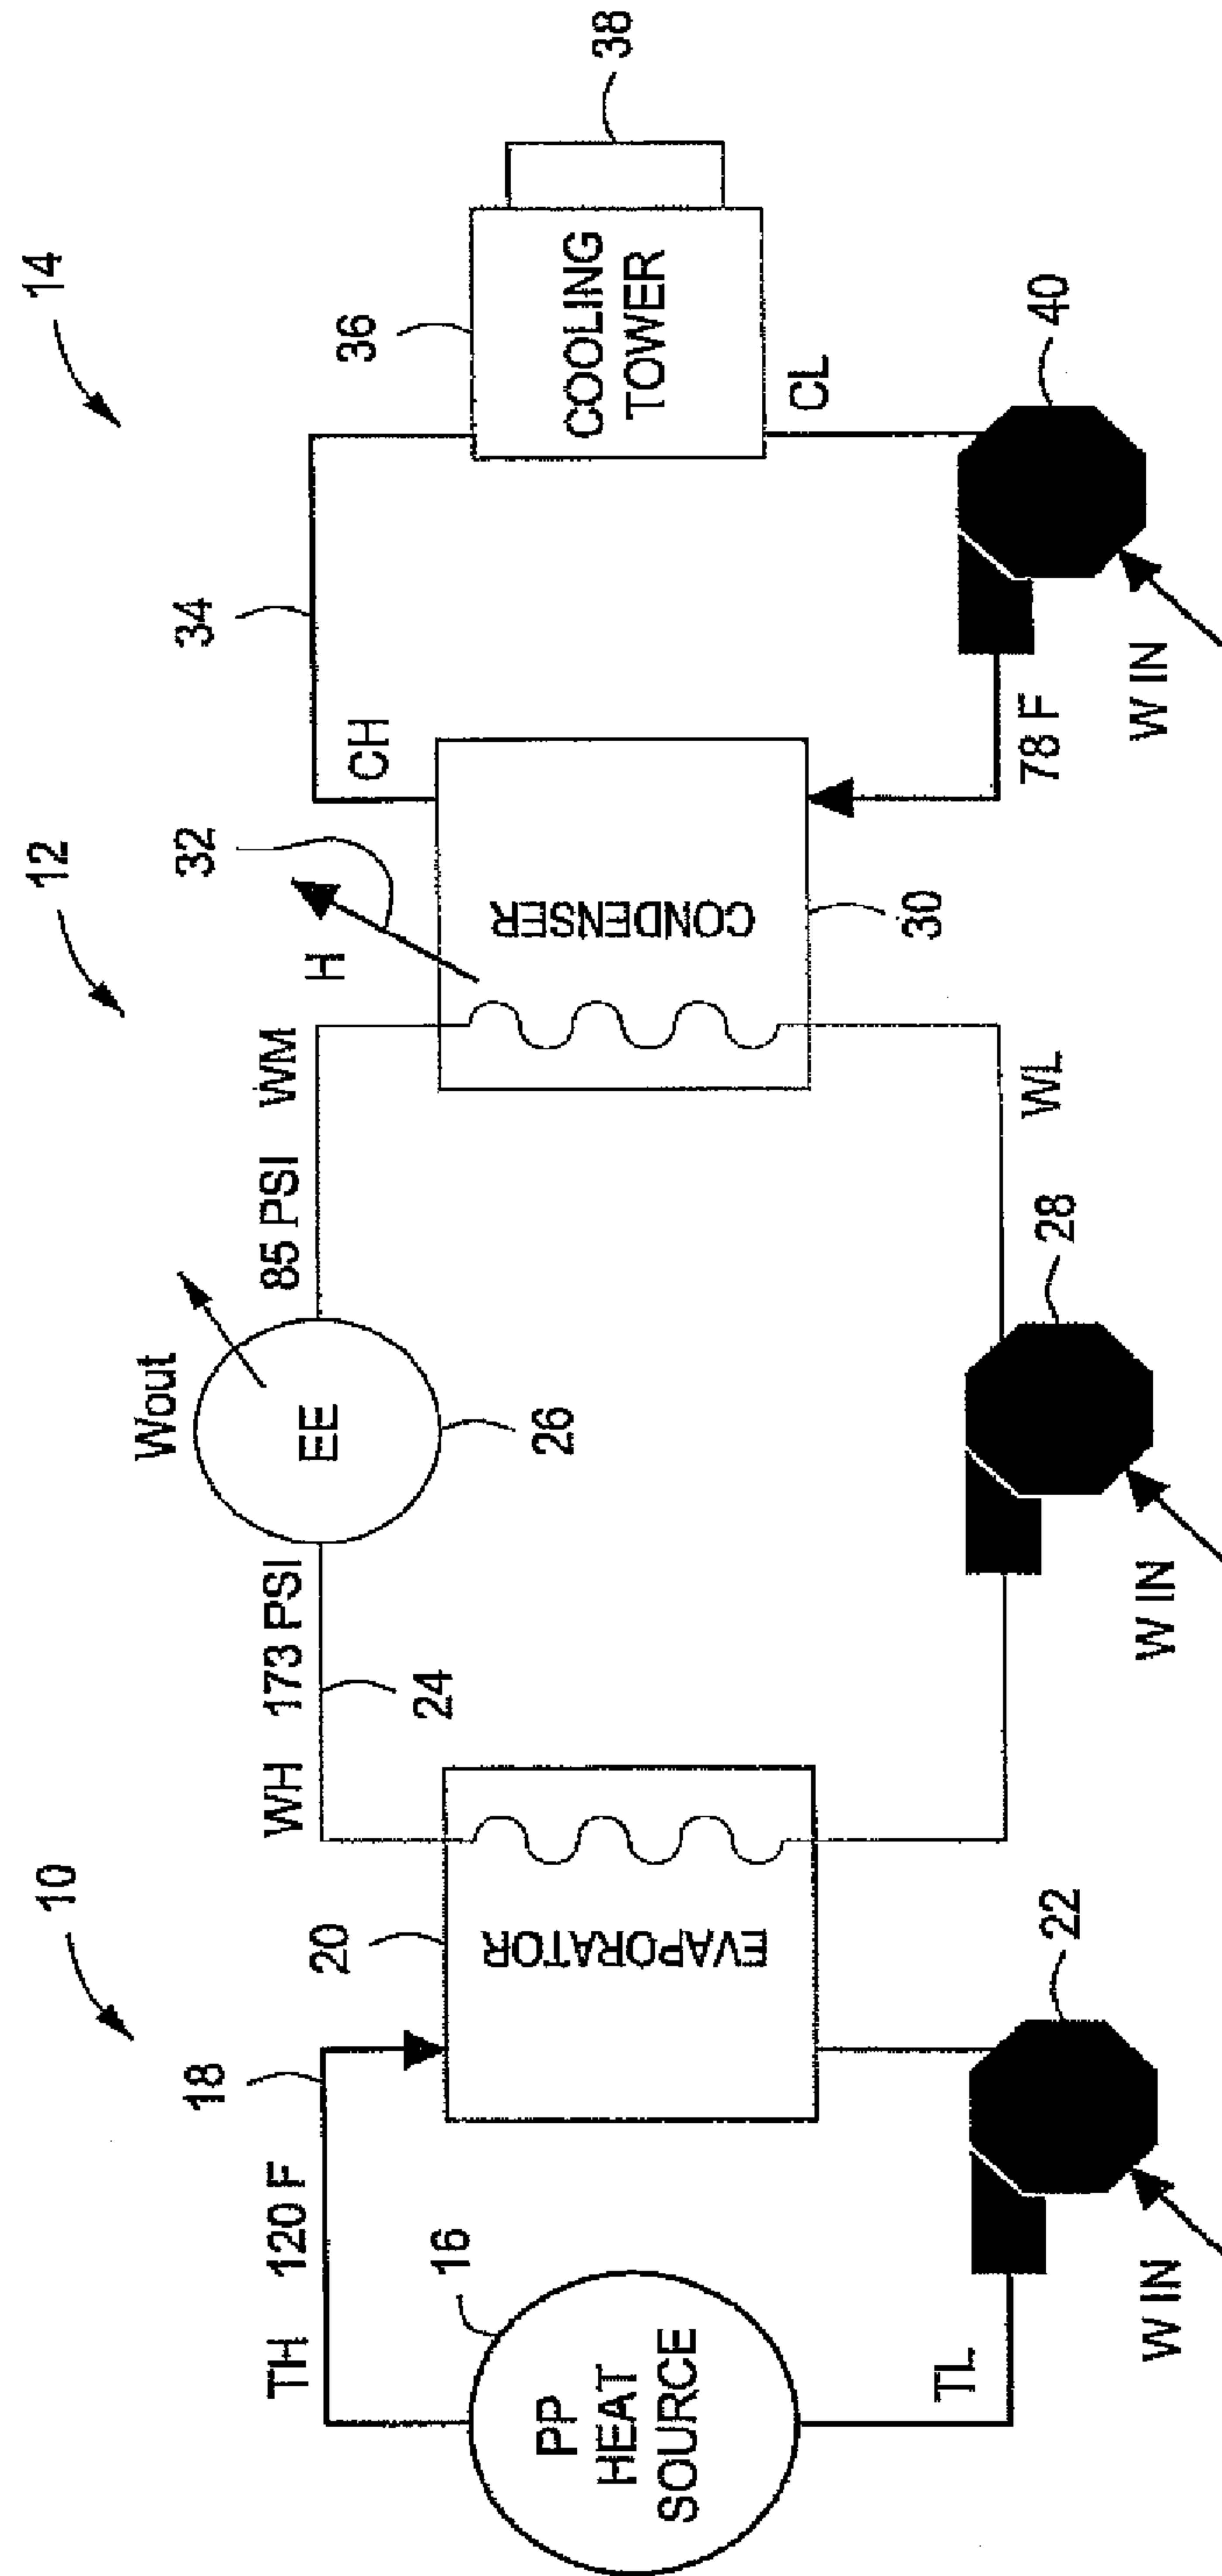 10
12
14
TH 120 F
18
WH 173 PSI
24
Wout
EE
26
85 PSI WM
H
32
CH
34
PP
HEAT
SOURCE
16
20
EVAPORATOR
CONDENSER
30
36
COOLING
TOWER
38
TL
22
W IN
28
W IN
WL
78 F
CL
40
W IN